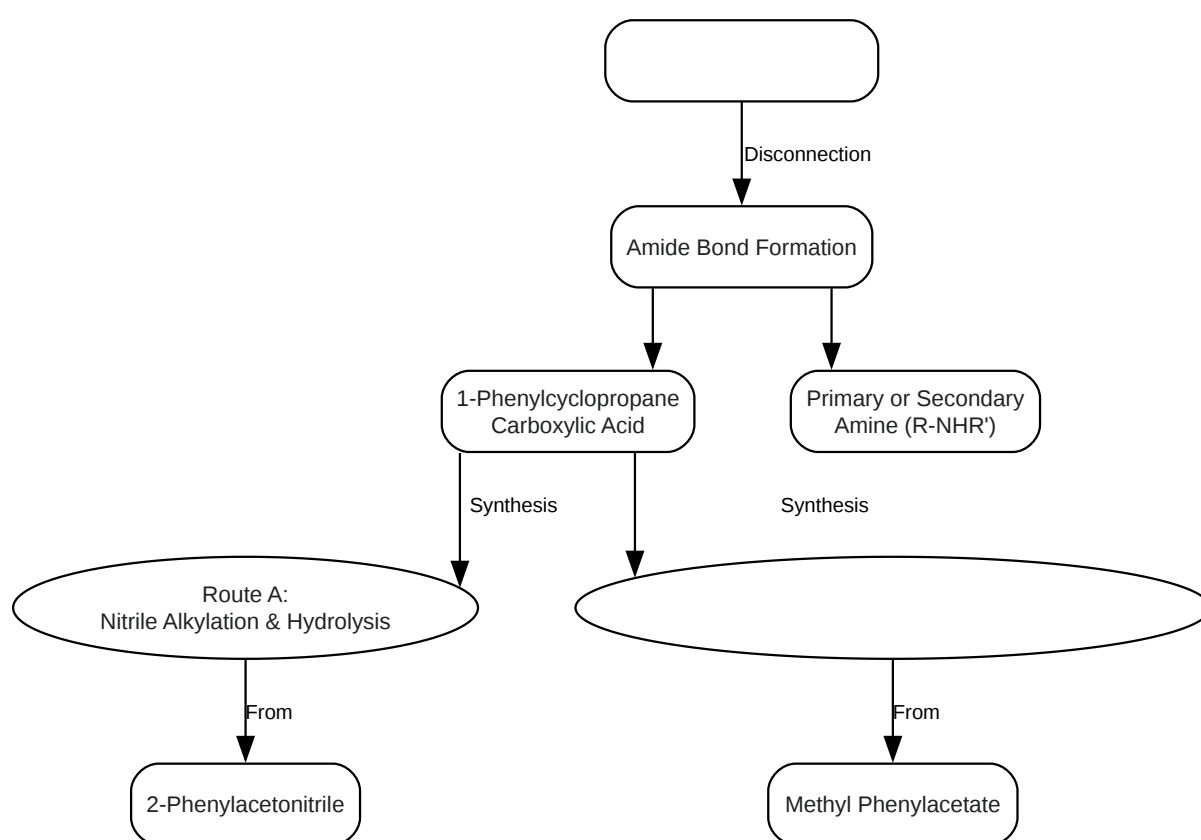 Disconnection
Amide Bond Formation
1-Phenylcyclopropane
Carboxylic Acid
Primary or Secondary
Amine (R-NHR')
Synthesis
Synthesis
Route A:
Nitrile Alkylation & Hydrolysis
From
From
2-Phenylacetonitrile
Methyl Phenylacetate